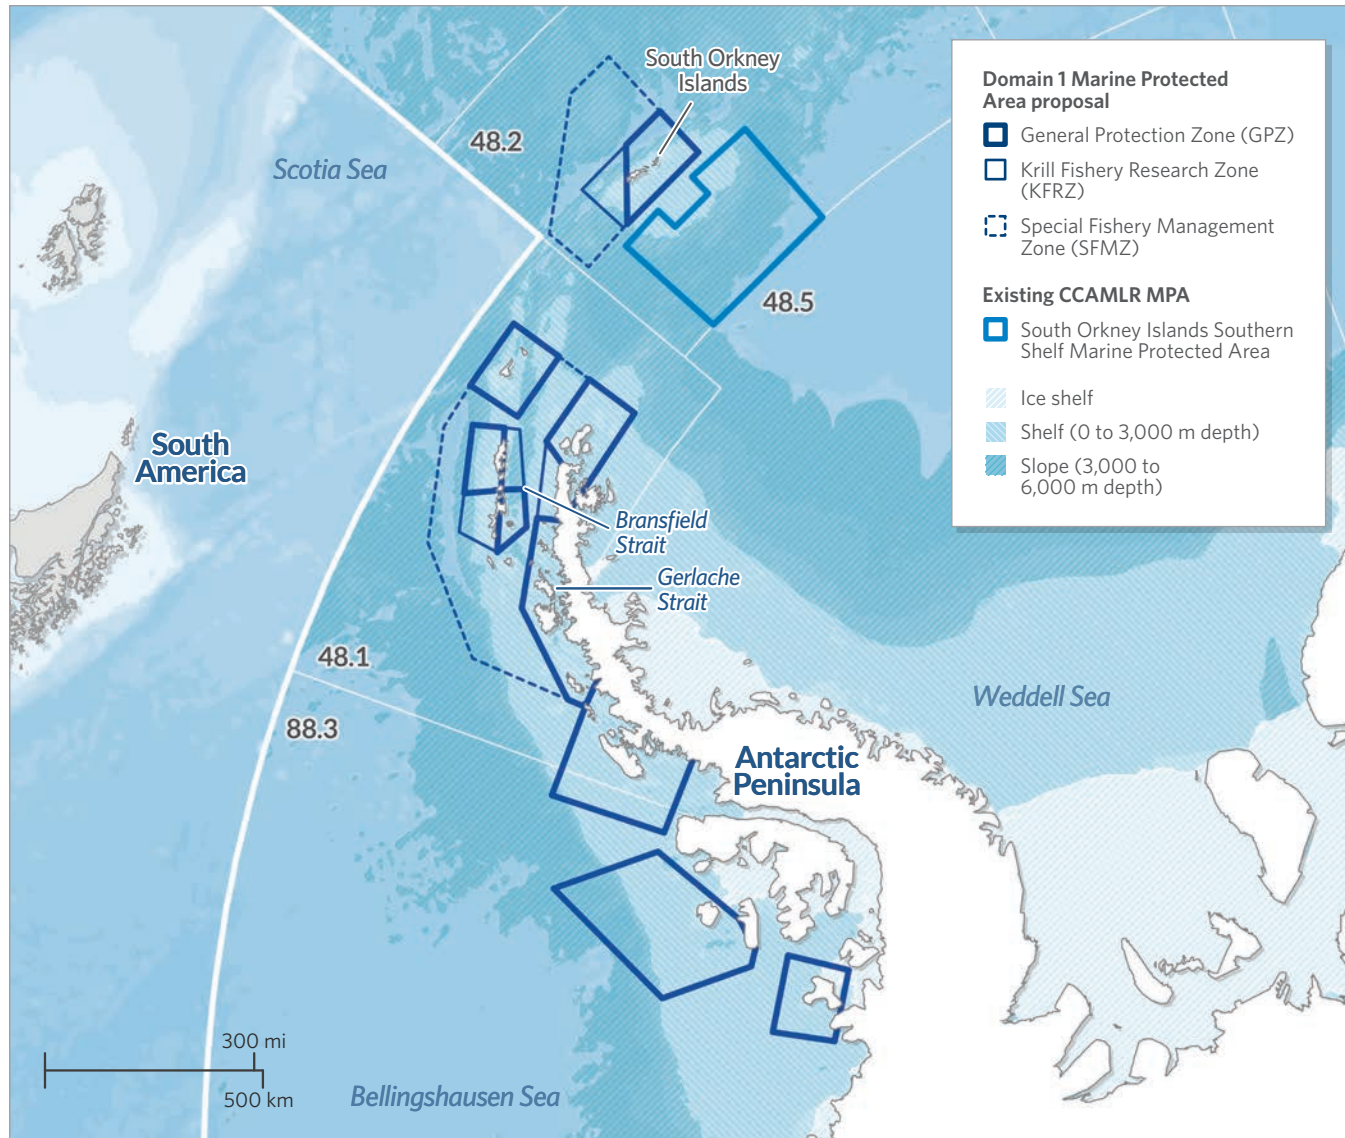 South Orkney
Islands
48.2
Scotia Sea
48.5
South
America
Bransfield
Strait
Gerlache
Strait
48.1
88.3
Weddell Sea
Antarctic
Peninsula
300 mi
500 km
Bellingshausen Sea
Domain 1 Marine Protected
Area proposal
General Protection Zone (GPZ)
Krill Fishery Research Zone
(KFRZ)
Special Fishery Management
Zone (SFMZ)
Existing CCAMLR MPA
South Orkney Islands Southern
Shelf Marine Protected Area
Ice shelf
Shelf (0 to 3,000 m depth)
Slope (3,000 to
6,000 m depth)